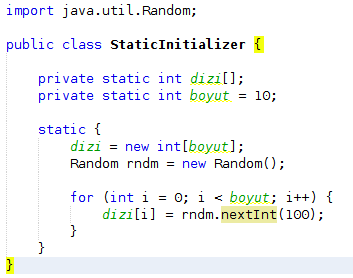 import java.util.Random;
public class StaticInitializer {
private static int dizi[];
private static int boyut = 10;
static {
dizi = new int[boyut];
Random rndm = new Random();
for (int i = 0; i < boyut; i++) {
dizi[i] = rndm.nextInt(100);
}
}
}